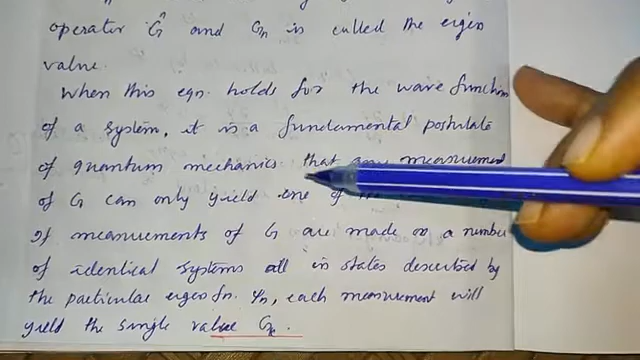 operator Ĝ and Gn is called the eigen
value.
When this eqn. holds for the wave function
of a system, it is a fundamental postulate
of quantum mechanics that any measurement
of G can only yield one of the
If measurements of G are made on a number
of identical systems all in states described by
the particular eigen fn. ψn, each measurement will
yield the single value Gn.